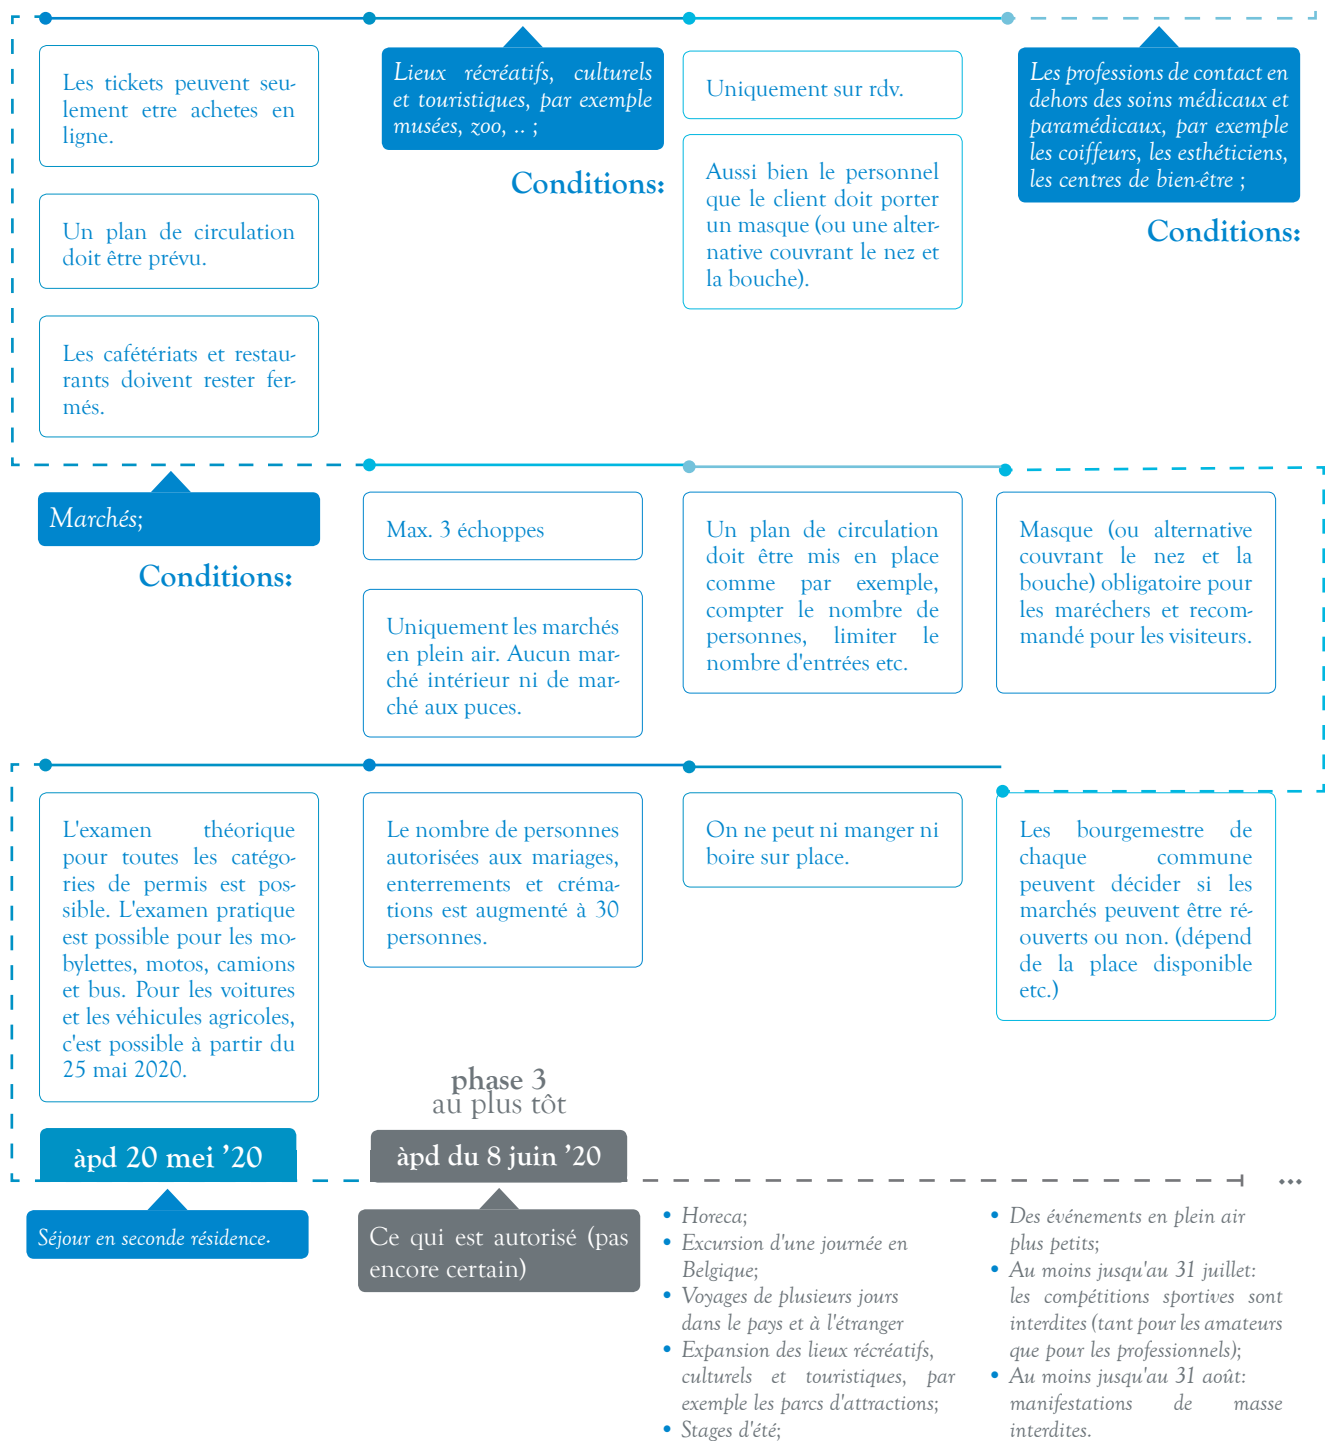 Les professions de contact en
dehors des soins médicaux et
paramédicaux, par exemple
les coiffeurs, les esthéticiens,
les centres de bien-être ;
Conditions:
Uniquement sur rdv.
Aussi bien le personnel
que le client doit porter
un masque (ou une alter-
native couvrant le nez et
la bouche).
Lieux récréatifs, culturels
et touristiques, par exemple
musées, zoo, .. ;
Conditions:
Les tickets peuvent seu-
lement etre achetes en
ligne.
Un plan de circulation
doit être prévu.
Les cafétériats et restau-
rants doivent rester fer-
més.
Marchés;
Conditions:
Max. 3 échoppes
Uniquement les marchés
en plein air. Aucun mar-
ché intérieur ni de mar-
ché aux puces.
Un plan de circulation
doit être mis en place
comme par exemple,
compter le nombre de
personnes, limiter le
nombre d'entrées etc.
Masque (ou alternative
couvrant le nez et la
bouche) obligatoire pour
les maréchers et recom-
mandé pour les visiteurs.
Les bourgemestre de
chaque commune
peuvent décider si les
marchés peuvent être ré-
ouverts ou non. (dépend
de la place disponible
etc.)
On ne peut ni manger ni
boire sur place.
Le nombre de personnes
autorisées aux mariages,
enterrements et créma-
tions est augmenté à 30
personnes.
L'examen théorique
pour toutes les catégo-
ries de permis est pos-
sible. L'examen pratique
est possible pour les mo-
bylettes, motos, camions
et bus. Pour les voitures
et les véhicules agricoles,
c'est possible à partir du
25 mai 2020.
àpd 20 mei '20
Séjour en seconde résidence.
phase 3
au plus tôt
àpd du 8 juin '20
Ce qui est autorisé (pas
encore certain)
• Horeca;
• Excursion d'une journée en
Belgique;
• Voyages de plusieurs jours
dans le pays et à l'étranger
• Expansion des lieux récréatifs,
culturels et touristiques, par
exemple les parcs d'attractions;
• Stages d'été;
• Des événements en plein air
plus petits;
• Au moins jusqu'au 31 juillet:
les compétitions sportives sont
interdites (tant pour les amateurs
que pour les professionnels);
• Au moins jusqu'au 31 août:
manifestations de masse
interdites.
...